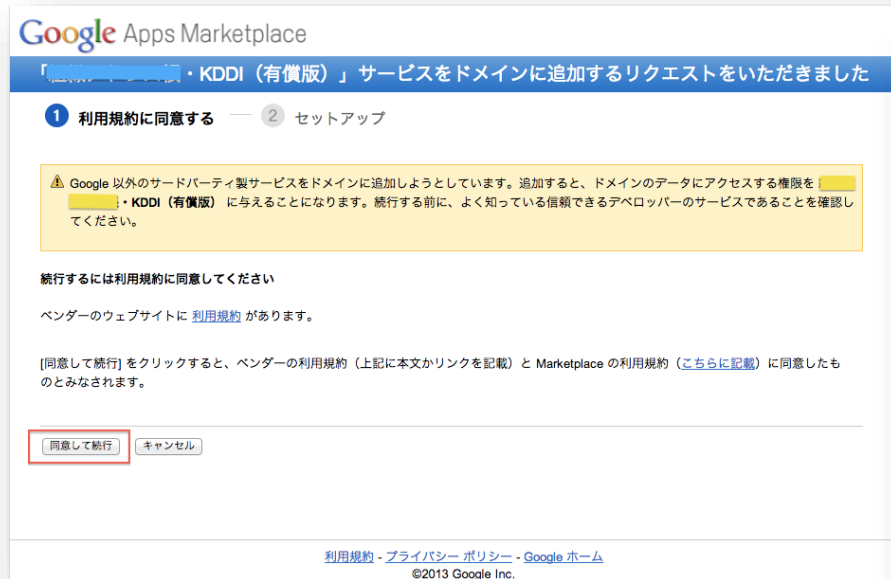 Google Apps Marketplace
「・KDDI（有償版）」サービスをドメインに追加するリクエストをいただきました
1 利用規約に同意する 2 セットアップ
Google 以外のサードパーティ製サービスをドメインに追加しようとしています。追加すると、ドメインのデータにアクセスする権限を
・KDDI（有償版） に与えることになります。続行する前に、よく知っている信頼できるデベロッパーのサービスであることを確認し
てください。
続行するには利用規約に同意してください
ベンダーのウェブサイトに 利用規約 があります。
[同意して続行] をクリックすると、ベンダーの利用規約（上記に本文かリンクを記載）と Marketplace の利用規約（こちらに記載）に同意したも
のとみなされます。
同意して続行 キャンセル
利用規約 - プライバシー ポリシー - Google ホーム
©2013 Google Inc.